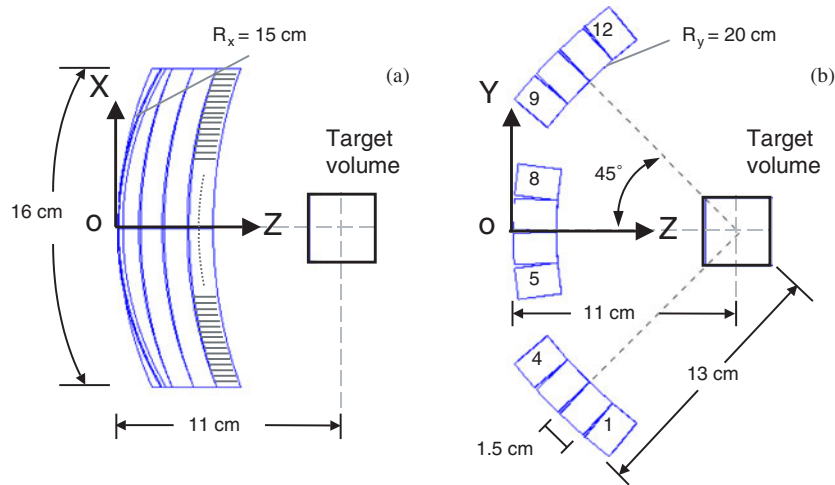 Rx = 15 cm
(a)
X
Target
volume
16 cm
O
Z
11 cm
12
Ry = 20 cm
(b)
9
Y
Target
volume
8
45°
O
Z
5
11 cm
4
13 cm
1
1.5 cm